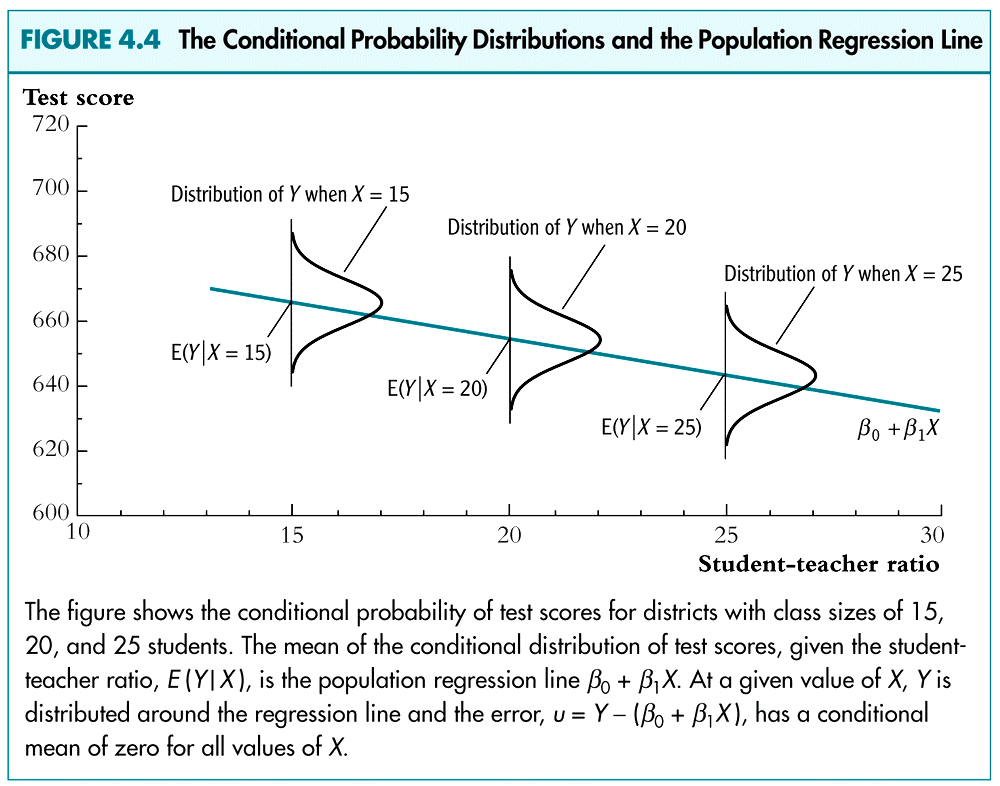 FIGURE 4.4 The Conditional Probability Distributions and the Population Regression Line
Test score
720
700
680
660
640
620
600
Distribution of Y when X = 15
Distribution of Y when X = 20
Distribution of Y when X = 25
E(Y|X = 15)
E(Y|X = 20)
E(Y|X = 25)
β₀ + β₁X
10 15 20 25 30
Student–teacher ratio
The figure shows the conditional probability of test scores for districts with class sizes of 15,
20, and 25 students. The mean of the conditional distribution of test scores, given the student-
teacher ratio, E(Y|X), is the population regression line β₀ + β₁X. At a given value of X, Y is
distributed around the regression line and the error, u = Y – (β₀ + β₁X), has a conditional
mean of zero for all values of X.